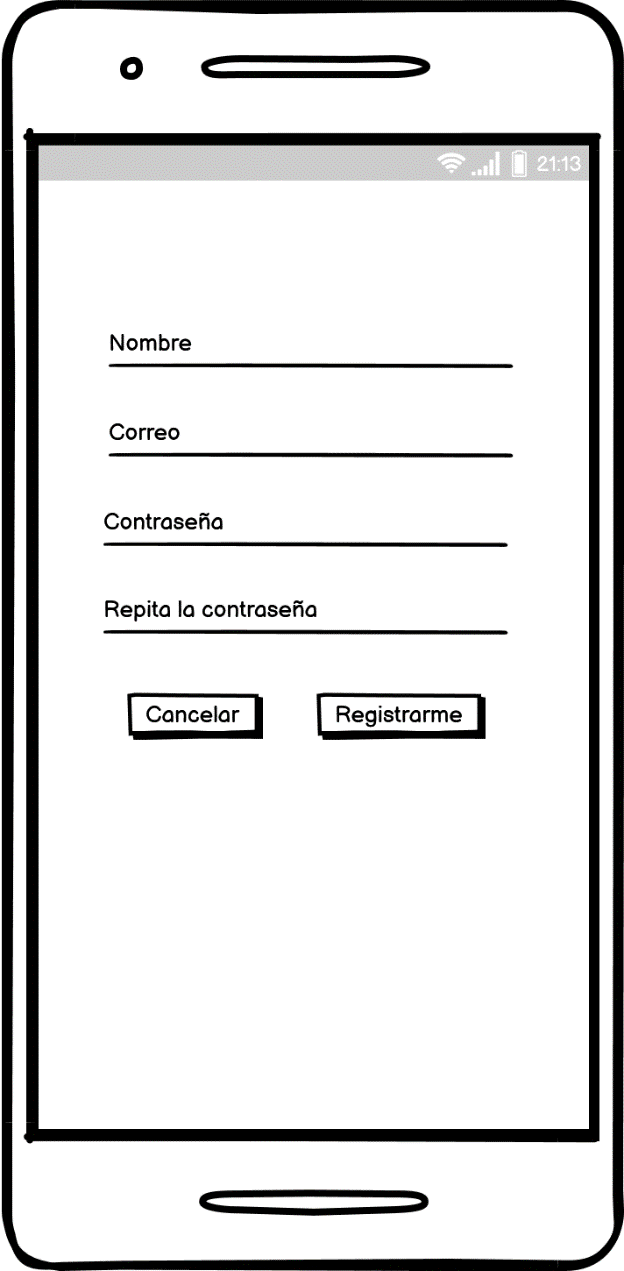 21:13
Nombre
Correo
Contraseña
Repita la contraseña
Cancelar Registrarme